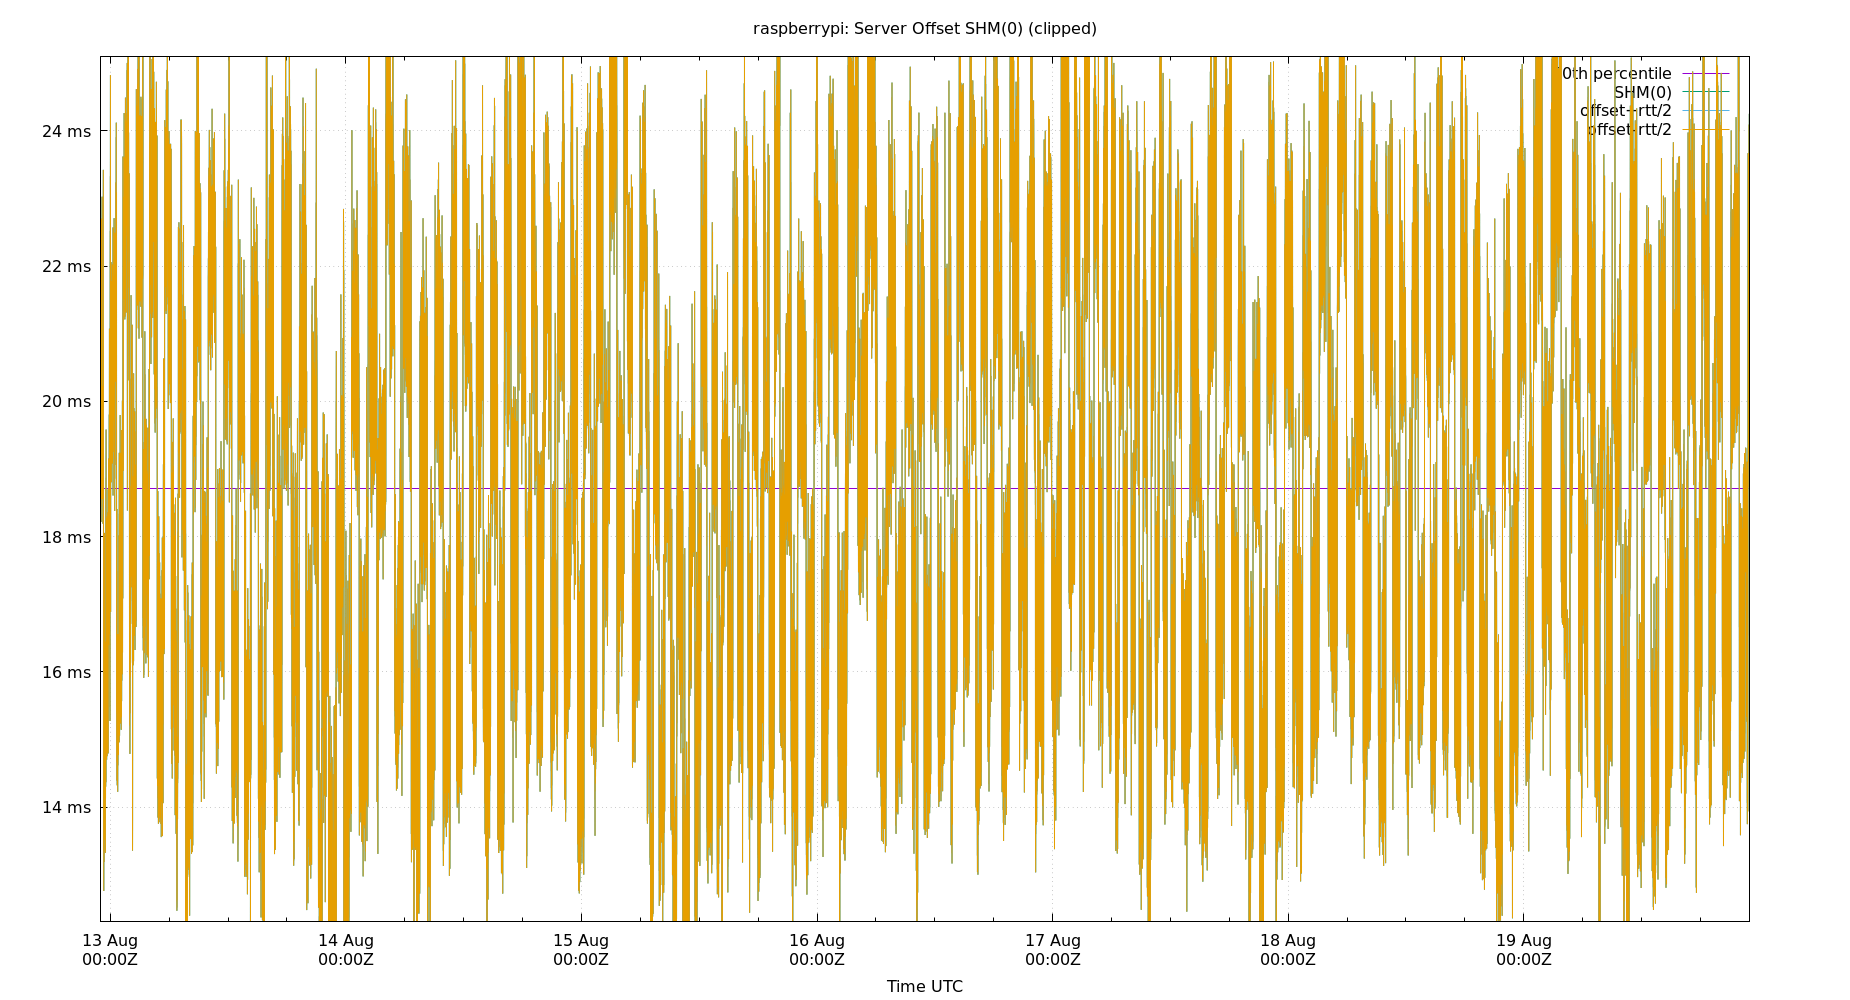 raspberrypi: Server Offset SHM(0) (clipped)
0th percentile
SHM(0)
offset+rtt/2
offset-rtt/2
24 ms
22 ms
20 ms
18 ms
16 ms
14 ms
13 Aug 14 Aug 15 Aug 16 Aug 17 Aug 18 Aug 19 Aug
00:00Z 00:00Z 00:00Z 00:00Z 00:00Z 00:00Z 00:00Z
Time UTC